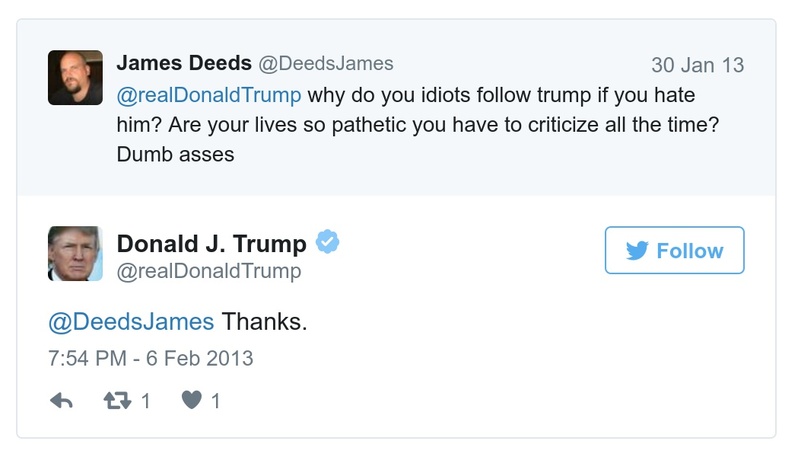 James Deeds @DeedsJames 30 Jan 13
@realDonaldTrump why do you idiots follow trump if you hate
him? Are your lives so pathetic you have to criticize all the time?
Dumb asses
Donald J. Trump
@realDonaldTrump
Follow
@DeedsJames Thanks.
7:54 PM - 6 Feb 2013
1 1